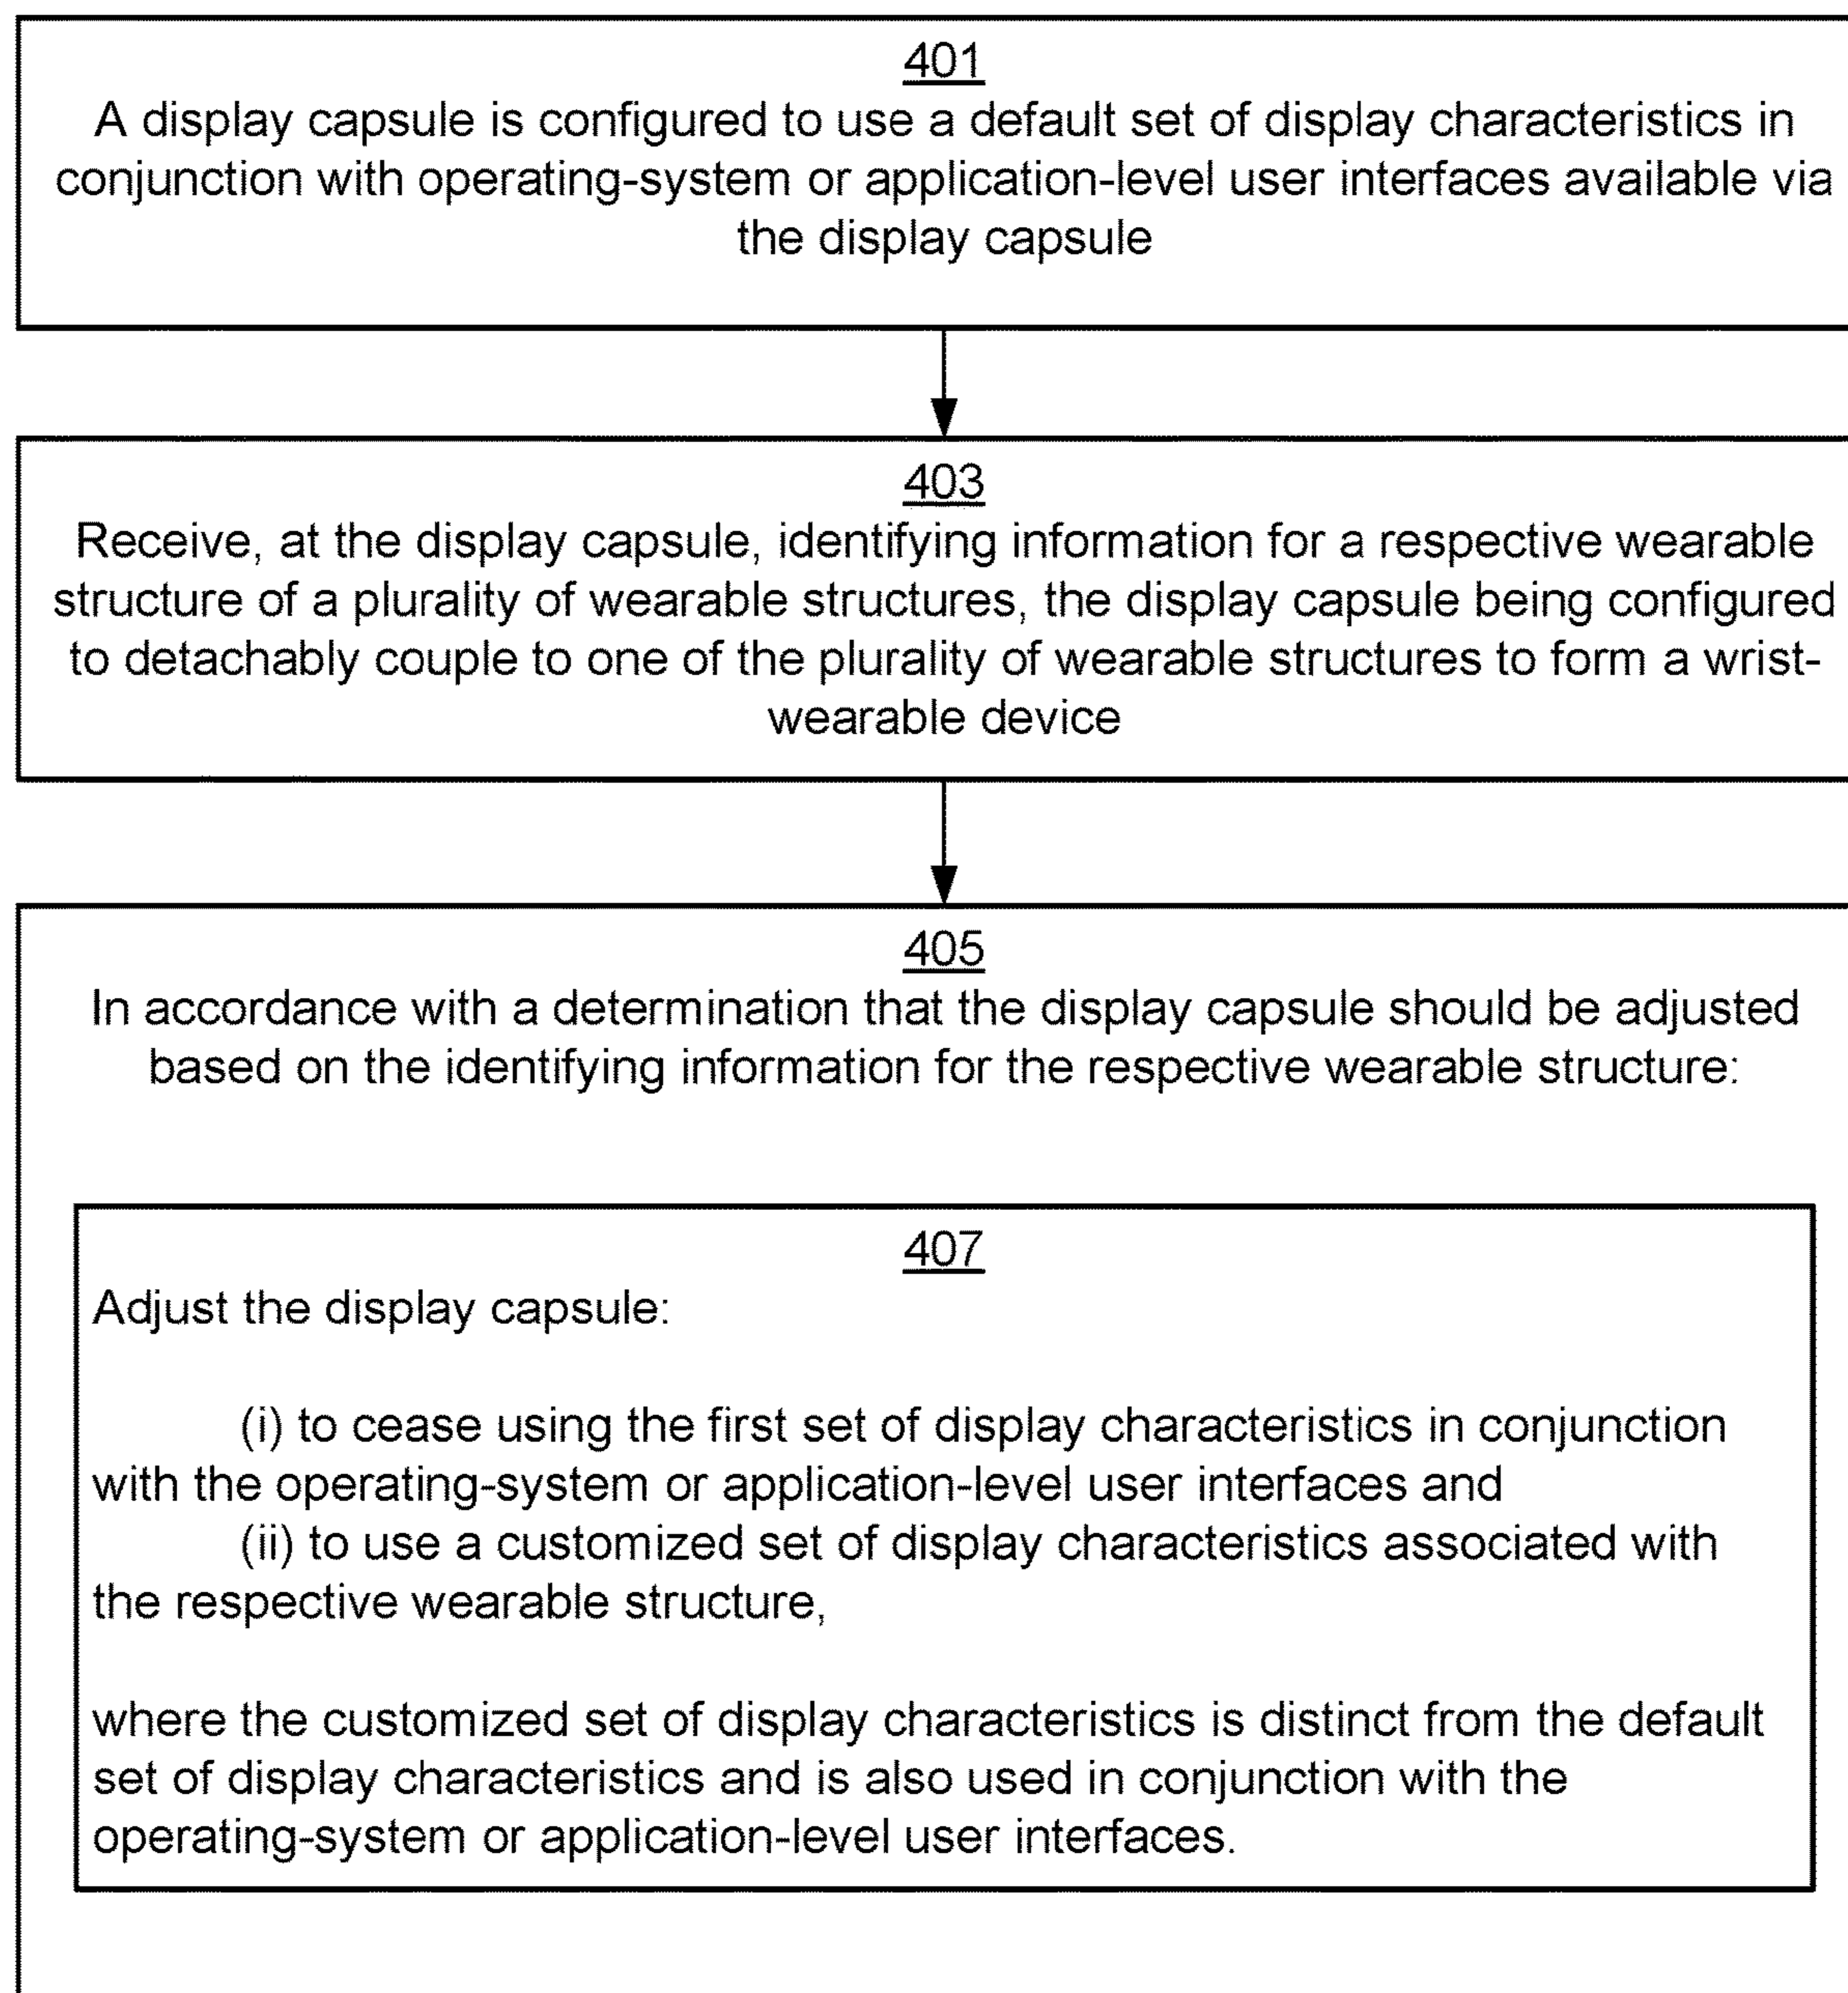 401
A display capsule is configured to use a default set of display characteristics in
conjunction with operating-system or application-level user interfaces available via
the display capsule
403
Receive, at the display capsule, identifying information for a respective wearable
structure of a plurality of wearable structures, the display capsule being configured
to detachably couple to one of the plurality of wearable structures to form a wrist-
wearable device
405
In accordance with a determination that the display capsule should be adjusted
based on the identifying information for the respective wearable structure:
407
Adjust the display capsule:
(i) to cease using the first set of display characteristics in conjunction
with the operating-system or application-level user interfaces and
(ii) to use a customized set of display characteristics associated with
the respective wearable structure,
where the customized set of display characteristics is distinct from the default
set of display characteristics and is also used in conjunction with the
operating-system or application-level user interfaces.